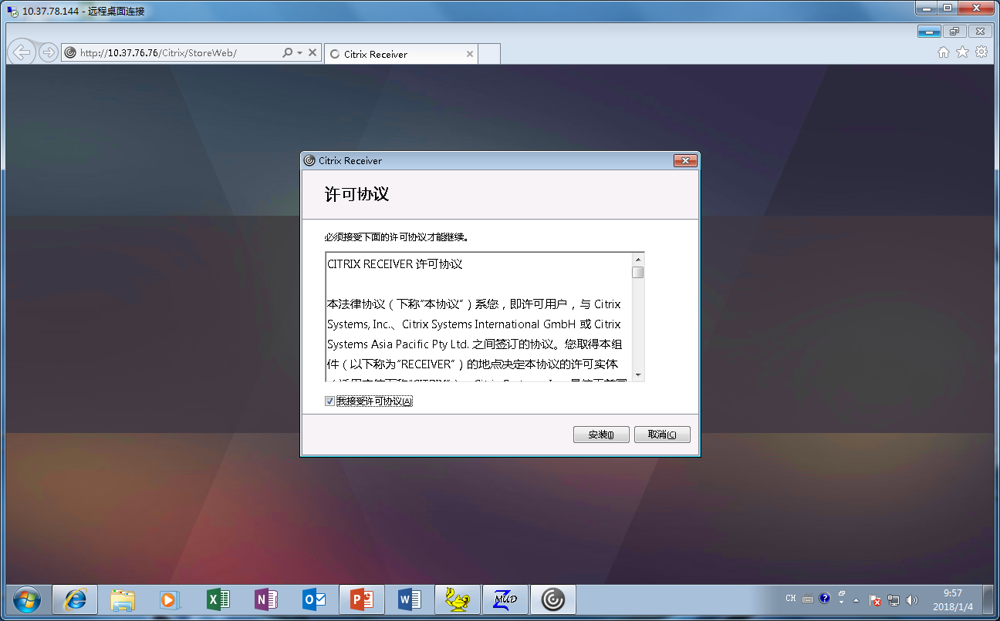 10.37.78.144 - 远程桌面连接
http://10.37.76.76/Citrix/StoreWeb/
Citrix Receiver
Citrix Receiver
许可协议
必须接受下面的许可协议才能继续。
CITRIX RECEIVER 许可协议
本法律协议（下称"本协议"）系您，即许可用户，与 Citrix
Systems, Inc.、Citrix Systems International GmbH 或 Citrix
Systems Asia Pacific Pty Ltd. 之间签订的协议。您取得本组
件（以下称为"RECEIVER"）的地点决定本协议的许可实体
我接受许可协议(A)
安装(I)
取消(C)
CH
MUD
9:57
2018/1/4